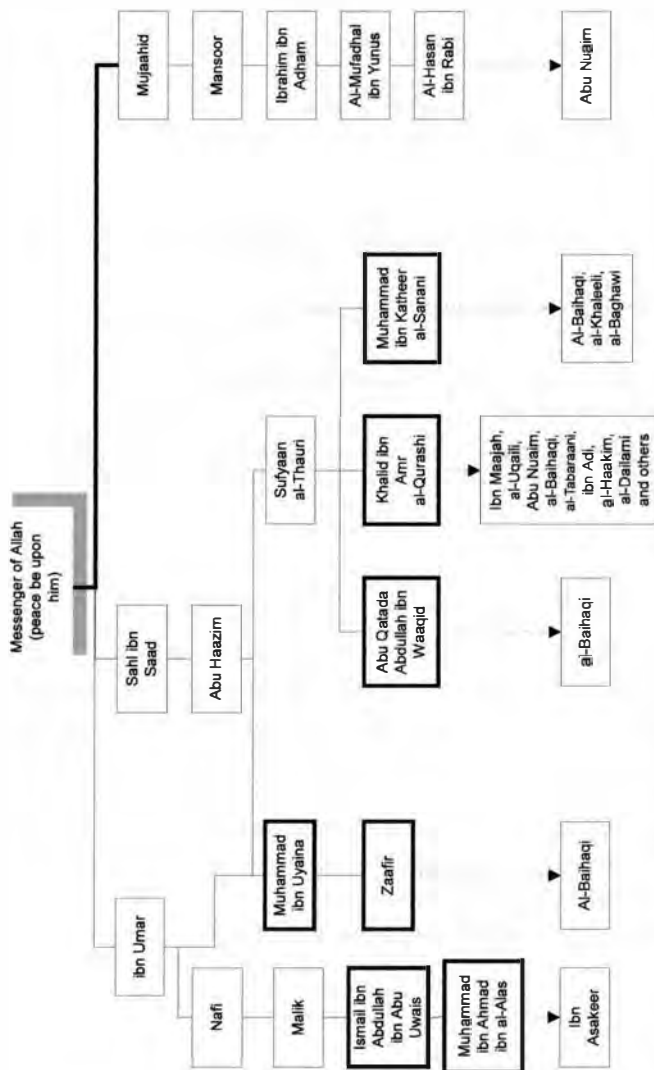 Messenger of Allah
(peace be upon
him)
ibn Umar
Sahl ibn
Saad
Mujaahid
Nafi
Abu Haazim
Mansoor
Malik
Muhammad
ibn Uyaina
Sufyaan
al-Thauri
Ibrahim ibn
Adham
Ismail ibn
Abdullah
ibn Abu
Uwais
Zaafir
Abu Qatada
Abdullah ibn
Waaqid
Khalid ibn
Amr
al-Qurashi
Muhammad
ibn Katheer
al-Sanani
Al-Mufadhal
ibn Yunus
Muhammad
ibn Ahmad
ibn al-Alas
Al-Hasan
ibn Rabi
Ibn
Asakeer
Al-Baihaqi
al-Baihaqi
Ibn Maajah,
al-Uqaili,
Abu Nuaim,
al-Baihaqi,
al-Tabaraani,
ibn Adi,
al-Haakim,
al-Dailami
and others
Al-Baihaqi,
al-Khaleeli,
al-Baghawi
Abu Nuaim